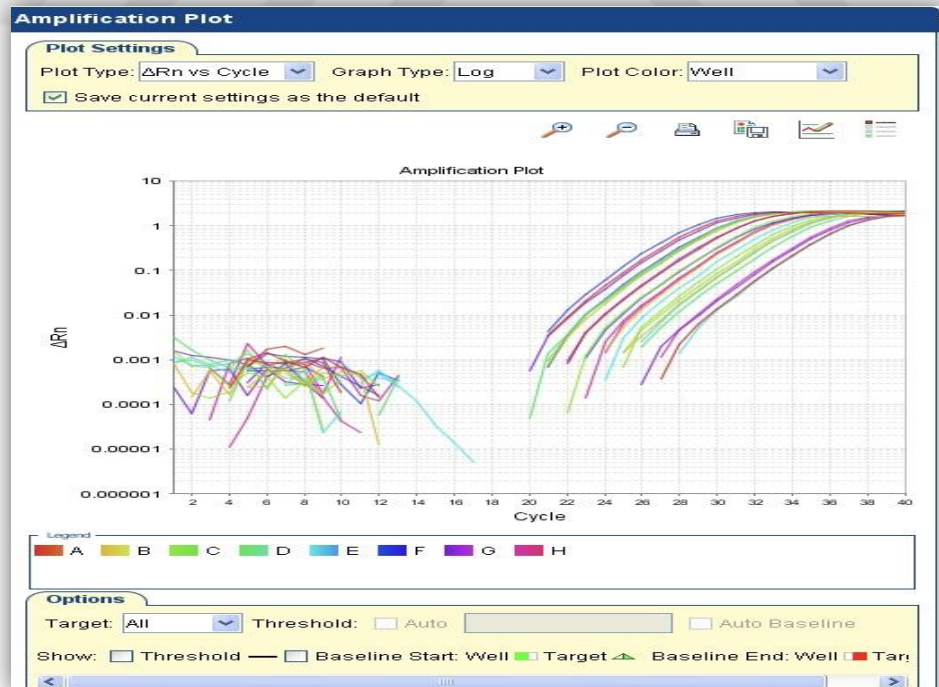 Amplification Plot
Plot Settings
Plot Type: ΔRn vs Cycle Graph Type: Log Plot Color: Well
Save current settings as the default
Amplification Plot
10
1
0.1
0.01
0.001
0.0001
0.00001
0.000001
ΔRn
2 4 6 8 10 12 14 16 18 20 22 24 26 28 30 32 34 36 38 40
Cycle
Legend
A B C D E F G H
Options
Target: All Threshold: Auto Auto Baseline
Show: Threshold Baseline Start: Well Target Baseline End: Well Tar